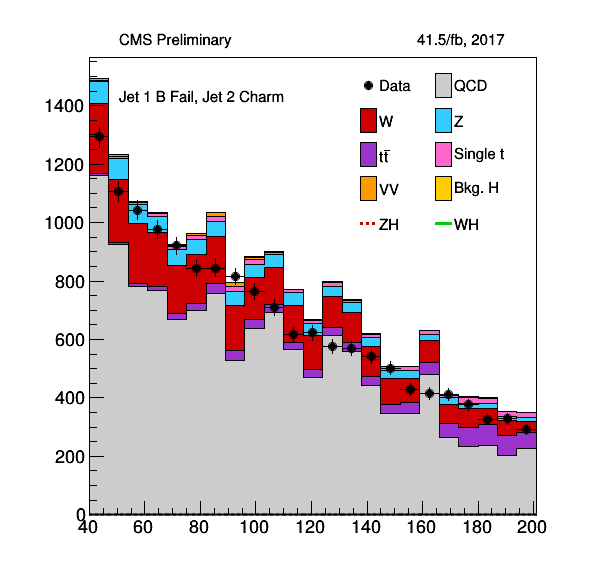 CMS Preliminary 41.5/fb, 2017
Jet 1 B Fail, Jet 2 Charm
Data QCD
W Z
tt̅ Single t
VV Bkg. H
ZH WH
1400
1200
1000
800
600
400
200
0
40 60 80 100 120 140 160 180 200